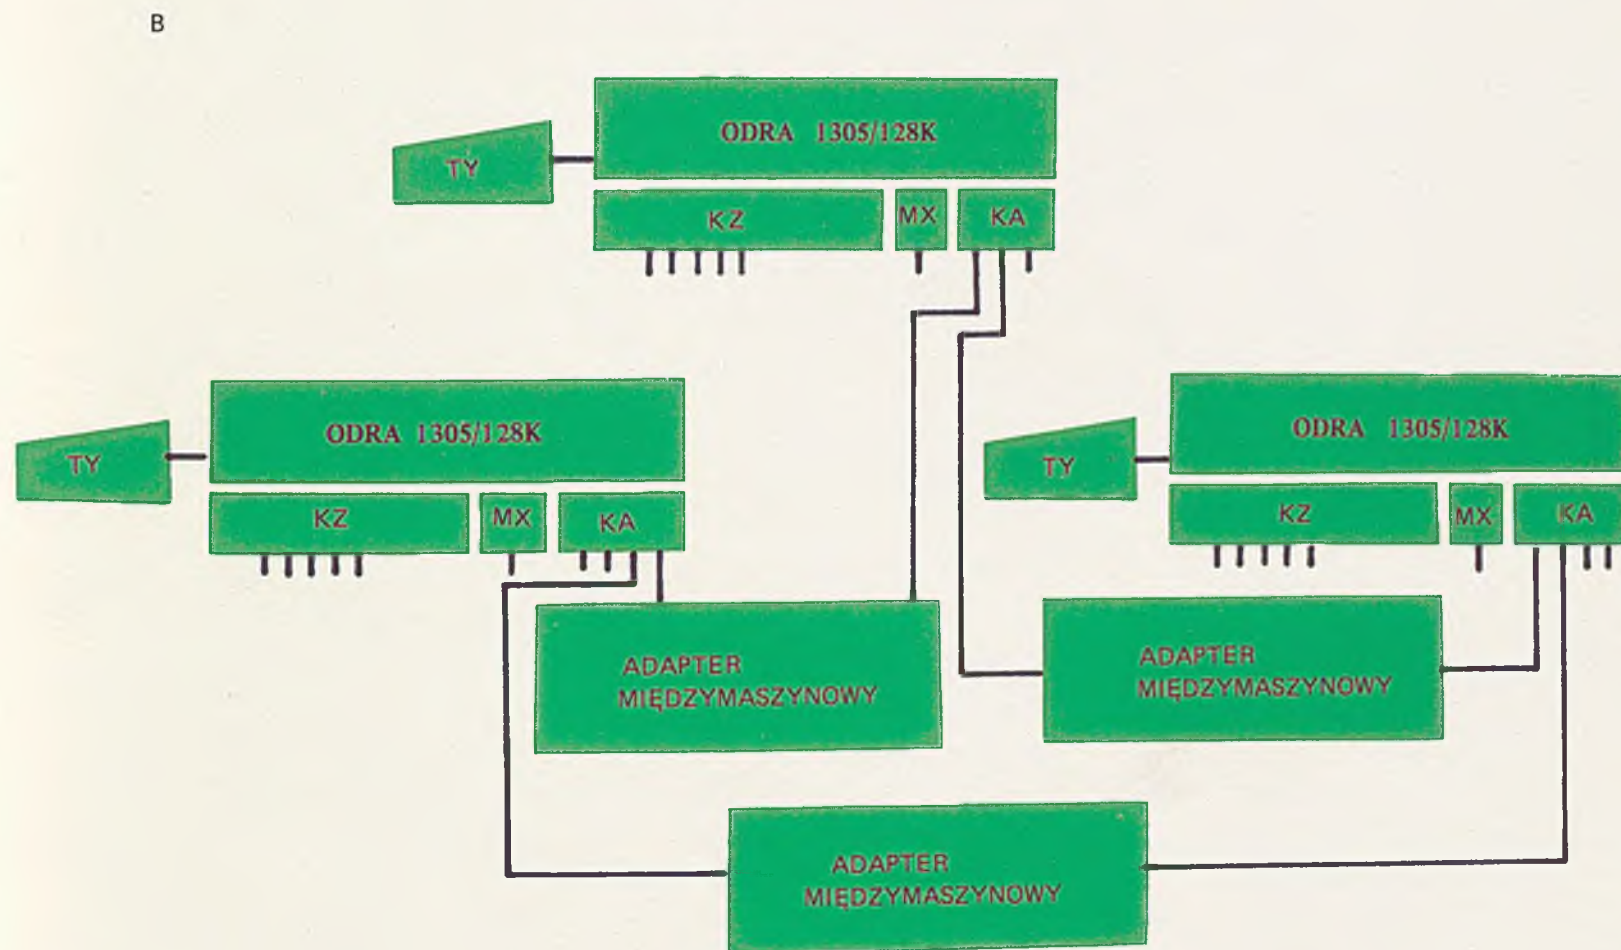 B
ODRA 1305/128K
TY
KZ
MX
KA
ODRA 1305/128K
TY
KZ
MX
KA
ODRA 1305/128K
TY
KZ
MX
KA
ADAPTER
MIĘDZYMASZYNOWY
ADAPTER
MIĘDZYMASZYNOWY
ADAPTER
MIĘDZYMASZYNOWY